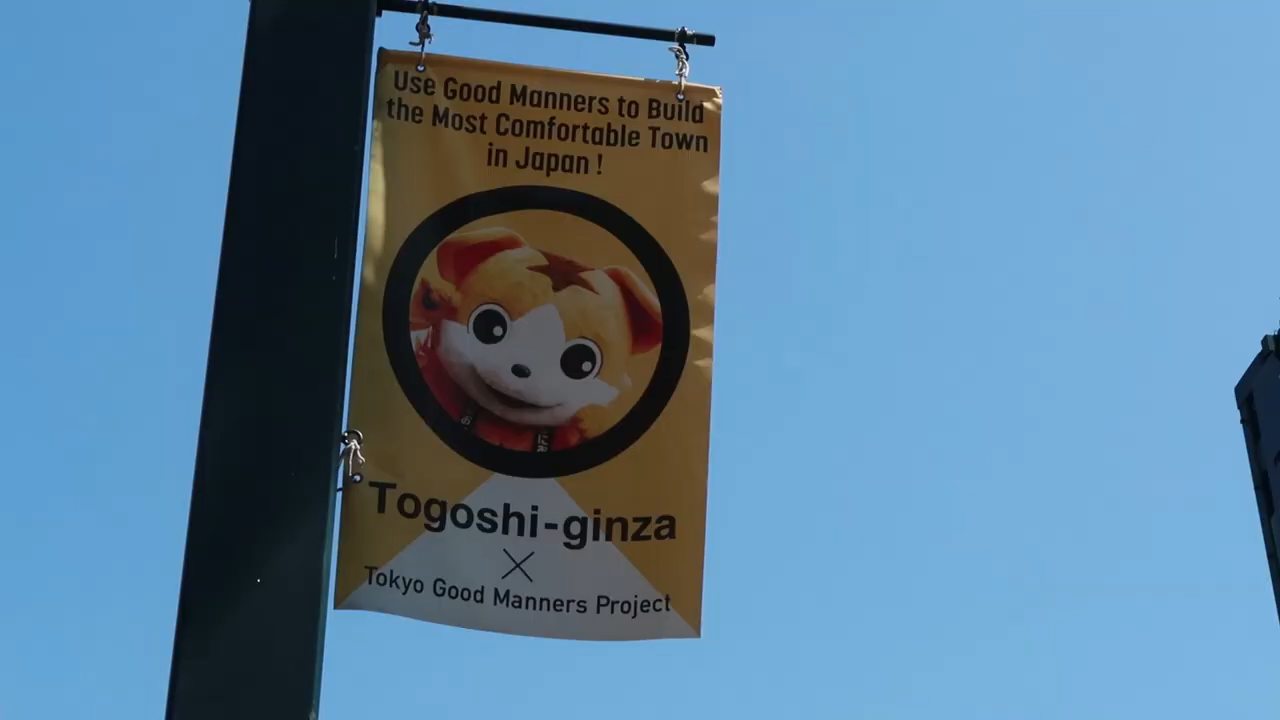 Use Good Manners to Build
the Most Comfortable Town
in Japan !
Togoshi-ginza
×
Tokyo Good Manners Project